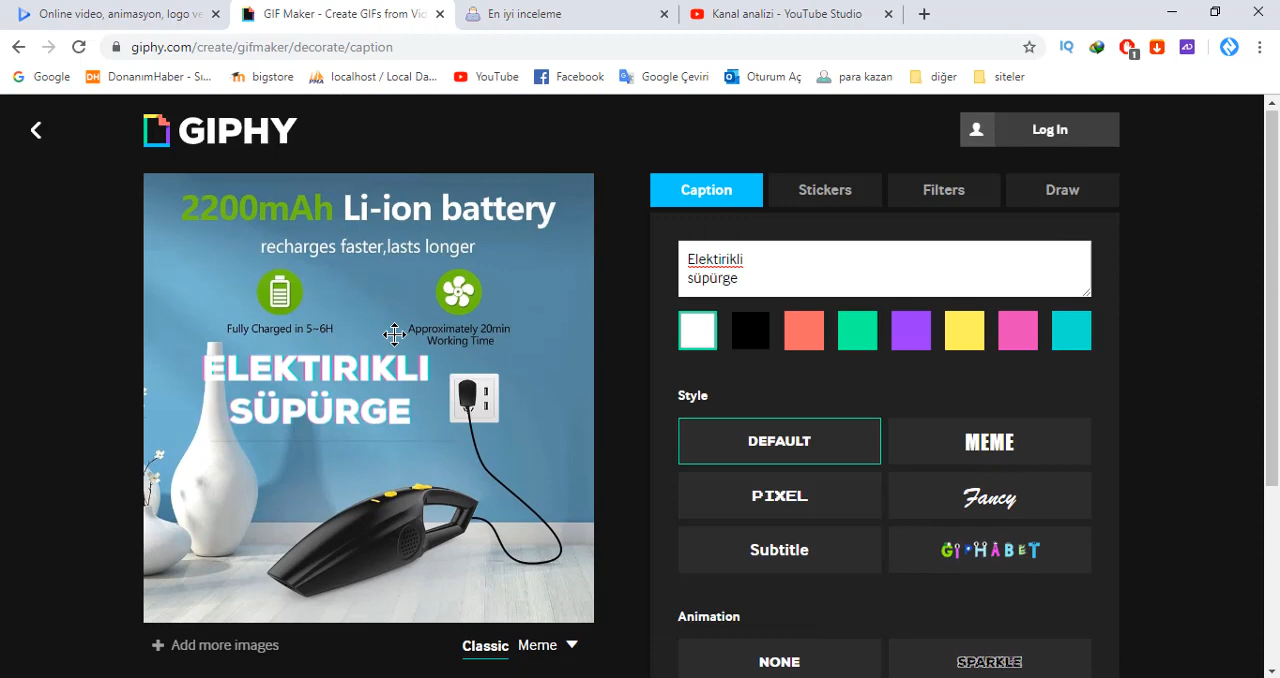 Online video, animasyon, logo ve
GIF Maker - Create GIFs from Vid
En iyi inceleme
Kanal analizi - YouTube Studio
giphy.com/create/gifmaker/decorate/caption
1
Google
DH DonanımHaber - Si...
bigstore
localhost / Local Da...
YouTube
Facebook
Google Çeviri
Oturum Aç
para kazan
diğer
siteler
GIPHY
Log In
2200mAh Li-ion battery
recharges faster,lasts longer
Fully Charged in 5~6H
Approximately 20min
Working Time
ELEKTIRIKLI
SÜPÜRGE
Add more images
Classic
Meme
Caption
Stickers
Filters
Draw
Elektirikli
süpürge
Style
DEFAULT
MEME
PIXEL
Fancy
Subtitle
GIPHABET
Animation
NONE
SPARKLE